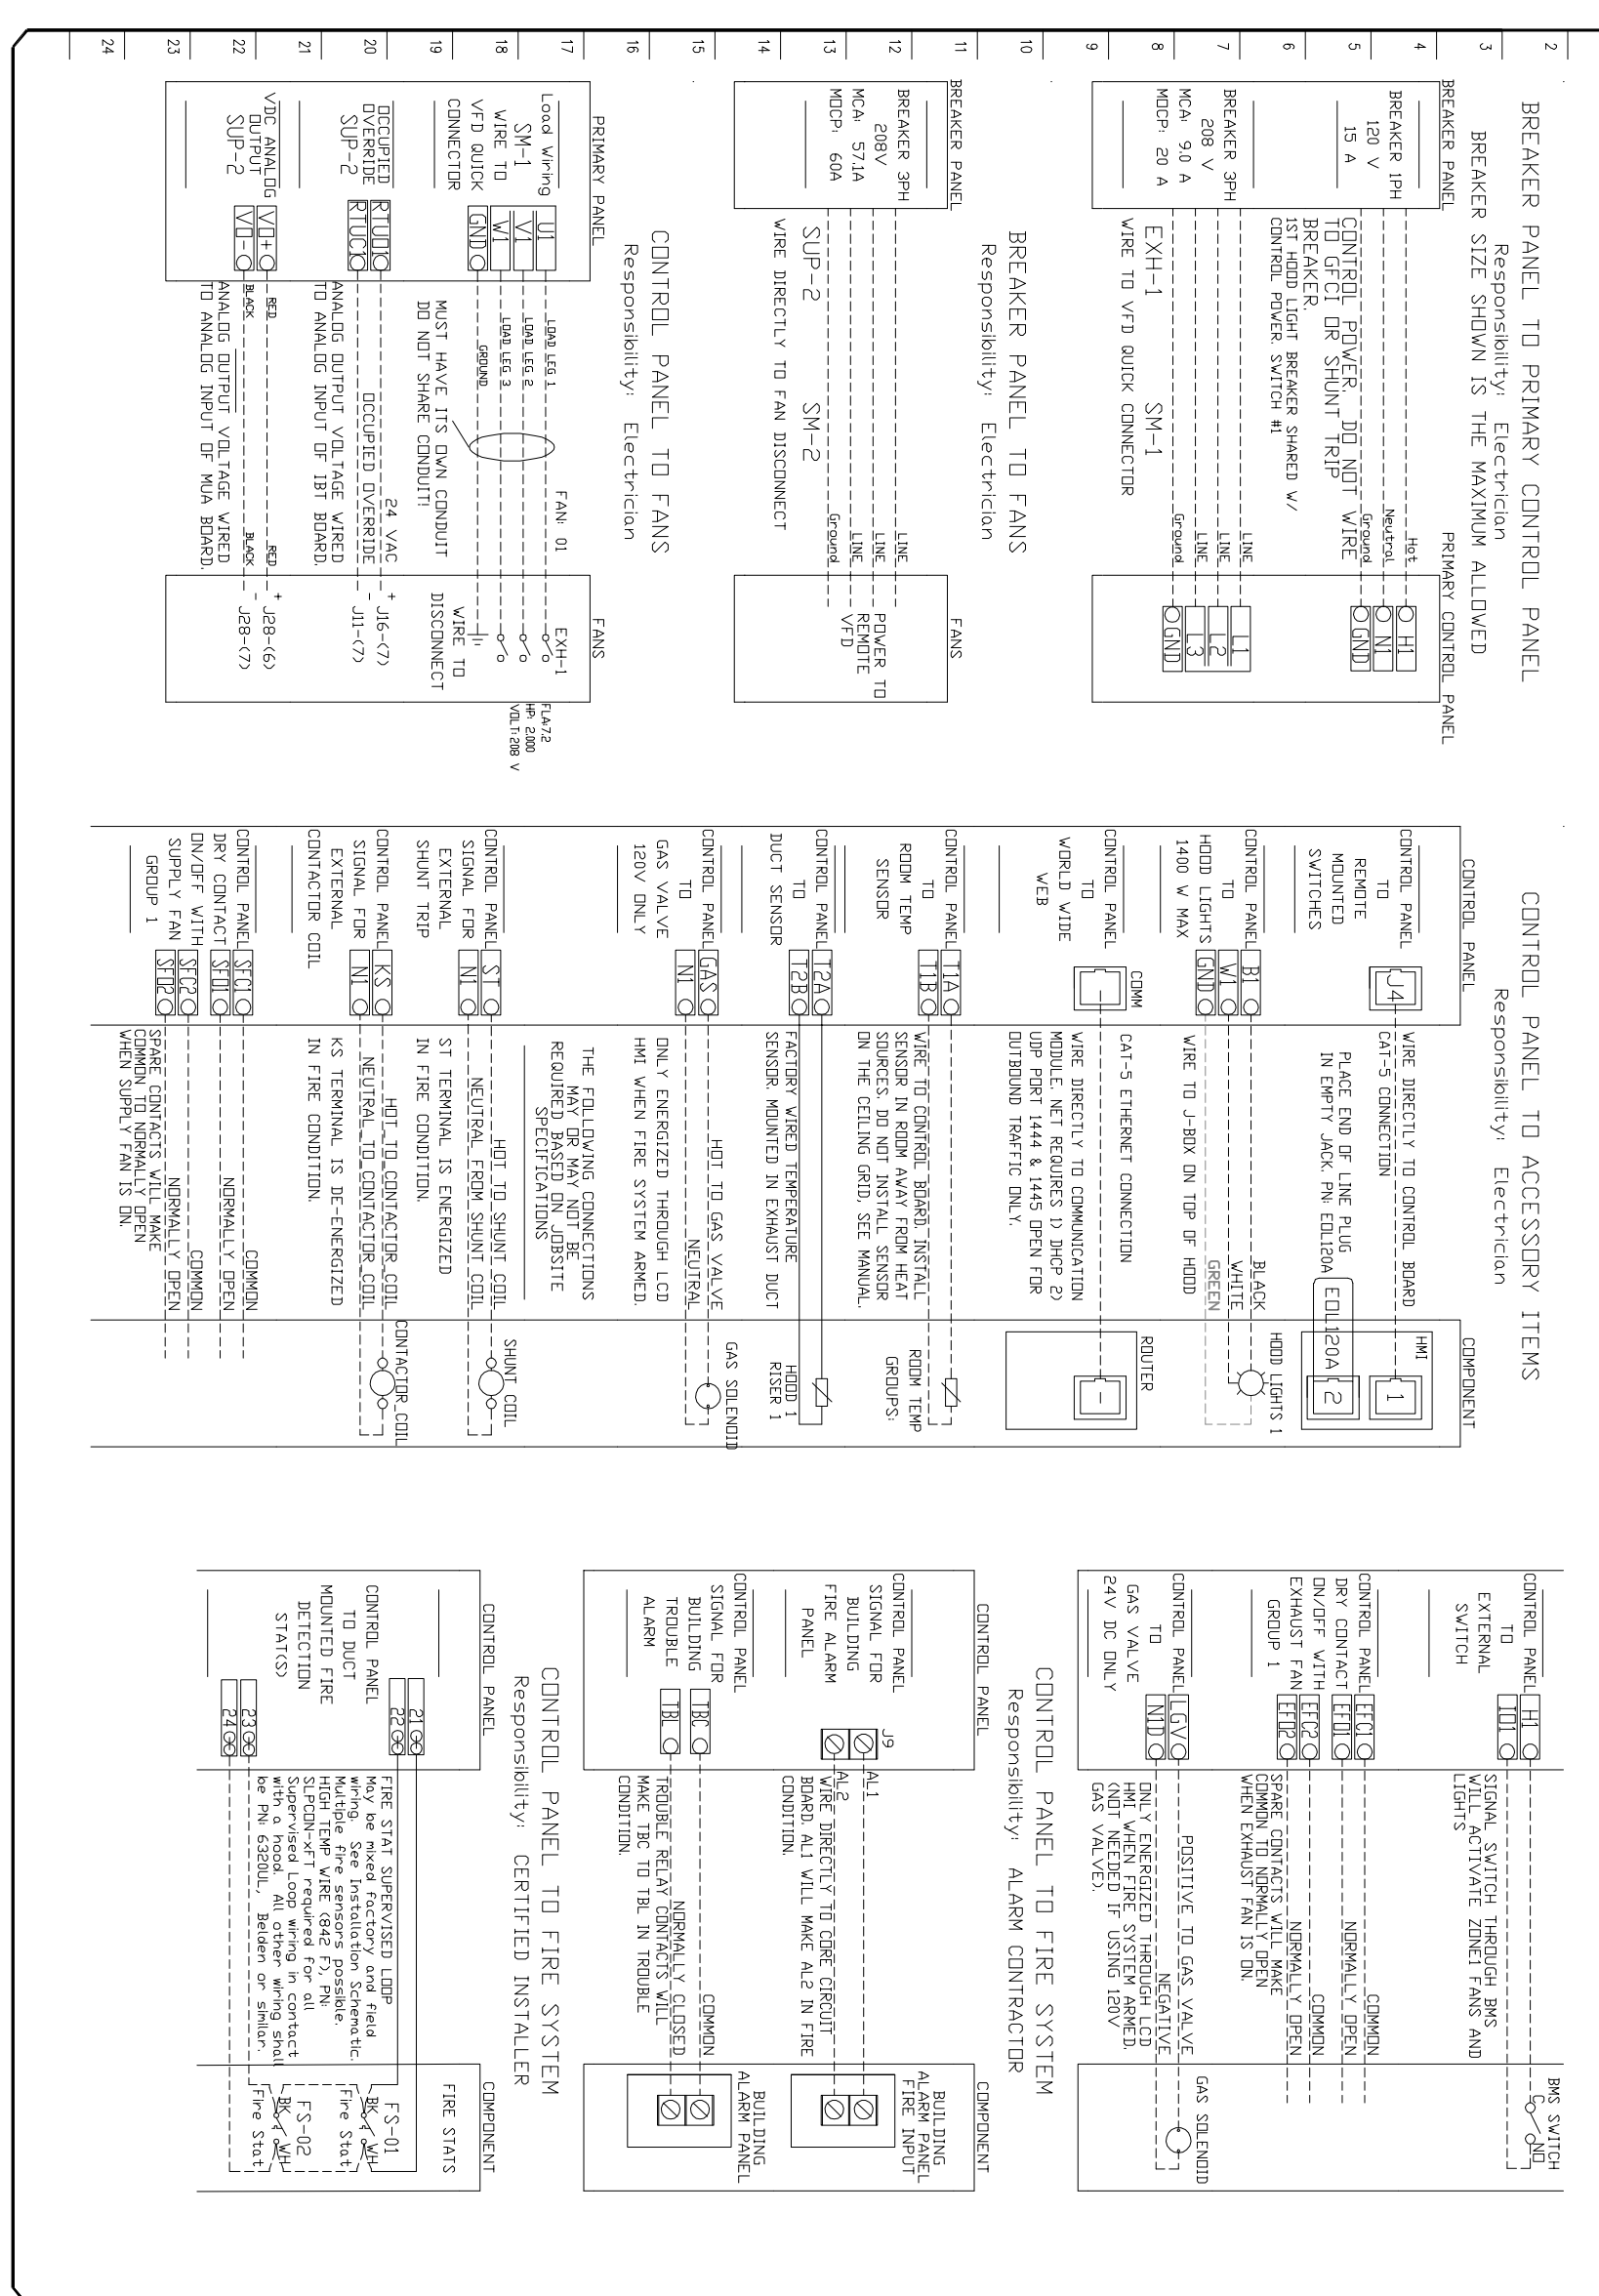 2
3
4
5
6
7
8
9
10
11
12
13
14
15
16
17
18
19
20
21
22
23
24
BREAKER PANEL TO PRIMARY CONTROL PANEL
Responsibility: Electrician
BREAKER SIZE SHOWN IS THE MAXIMUM ALLOWED
BREAKER PANEL
PRIMARY CONTROL PANEL
BREAKER 1PH
120 V
15 A
Hot
Neutral
Ground
H1
N1
GND
CONTROL POWER. DO NOT WIRE
TO GFCI OR SHUNT TRIP
BREAKER.
1ST HOOD LIGHT BREAKER SHARED W/
CONTROL POWER. SWITCH #1
BREAKER 3PH
208 V
MCA: 9.0 A
MOCP: 20 A
LINE
LINE
LINE
Ground
L1
L2
L3
GND
EXH-1 SM-1
WIRE TO VFD QUICK CONNECTOR
BREAKER PANEL TO FANS
Responsibility: Electrician
BREAKER PANEL
FANS
BREAKER 3PH
208V
MCA: 57.1A
MOCP: 60A
LINE
LINE
LINE
Ground
POWER TO
REMOTE
VFD
SUP-2 SM-2
WIRE DIRECTLY TO FAN DISCONNECT
CONTROL PANEL TO FANS
Responsibility: Electrician
PRIMARY PANEL
FANS
Load Wiring
SM-1
WIRE TO
VFD QUICK
CONNECTOR
U1
V1
W1
GND
LOAD LEG 1
LOAD LEG 2
LOAD LEG 3
GROUND
FAN: 01
EXH-1
WIRE TO
DISCONNECT
FLA:7.2
HP: 2.000
VOLT: 208 V
MUST HAVE ITS OWN CONDUIT
DO NOT SHARE CONDUIT!
OCCUPIED
OVERRIDE
SUP-2
RTUO1
RTUC1
24 VAC
OCCUPIED OVERRIDE
+ J16-(7)
- J11-(7)
ANALOG OUTPUT VOLTAGE WIRED
TO ANALOG INPUT OF IBT BOARD.
VDC ANALOG
OUTPUT
SUP-2
VO+
VO-
RED
BLACK
RED
BLACK
+ J28-(6)
- J28-(7)
ANALOG OUTPUT VOLTAGE WIRED
TO ANALOG INPUT OF MUA BOARD.
CONTROL PANEL TO ACCESSORY ITEMS
Responsibility: Electrician
CONTROL PANEL
COMPONENT
CONTROL PANEL
TO
REMOTE
MOUNTED
SWITCHES
J4
WIRE DIRECTLY TO CONTROL BOARD
CAT-5 CONNECTION
PLACE END OF LINE PLUG
IN EMPTY JACK. PN: EOL120A
HMI
1
EOL120A
2
CONTROL PANEL
TO
HOOD LIGHTS
1400 W MAX
B1
W1
GND
BLACK
WHITE
GREEN
WIRE TO J-BOX ON TOP OF HOOD
HOOD LIGHTS 1
CONTROL PANEL
TO
WORLD WIDE
WEB
COMM
CAT-5 ETHERNET CONNECTION
WIRE DIRECTLY TO COMMUNICATION
MODULE. NET REQUIRES 1) DHCP 2)
UDP PORT 1444 & 1445 OPEN FOR
OUTBOUND TRAFFIC ONLY.
ROUTER
CONTROL PANEL
TO
ROOM TEMP
SENSOR
T1A
T1B
WIRE TO CONTROL BOARD. INSTALL
SENSOR IN ROOM AWAY FROM HEAT
SOURCES. DO NOT INSTALL SENSOR
ON THE CEILING GRID. SEE MANUAL.
ROOM TEMP
GROUPS:
CONTROL PANEL
TO
DUCT SENSOR
T2A
T2B
FACTORY WIRED TEMPERATURE
SENSOR. MOUNTED IN EXHAUST DUCT
HOOD 1
RISER 1
CONTROL PANEL
TO
GAS VALVE
120V ONLY
GAS
N1
HOT TO GAS VALVE
NEUTRAL
ONLY ENERGIZED THROUGH LCD
HMI WHEN FIRE SYSTEM ARMED.
GAS SOLENOID
THE FOLLOWING CONNECTIONS
MAY OR MAY NOT BE
REQUIRED BASED ON JOBSITE
SPECIFICATIONS
CONTROL PANEL
SIGNAL FOR
EXTERNAL
SHUNT TRIP
ST
N1
HOT TO SHUNT COIL
NEUTRAL FROM SHUNT COIL
ST TERMINAL IS ENERGIZED
IN FIRE CONDITION.
SHUNT COIL
CONTROL PANEL
SIGNAL FOR
EXTERNAL
CONTACTOR COIL
KS
N1
HOT TO CONTACTOR COIL
NEUTRAL TO CONTACTOR COIL
KS TERMINAL IS DE-ENERGIZED
IN FIRE CONDITION.
CONTACTOR COIL
CONTROL PANEL
DRY CONTACT
ON/OFF WITH
SUPPLY FAN
GROUP 1
SFC1
SFO1
SFC2
SFO2
COMMON
NORMALLY OPEN
COMMON
NORMALLY OPEN
SPARE CONTACTS WILL MAKE
COMMON TO NORMALLY OPEN
WHEN SUPPLY FAN IS ON.
CONTROL PANEL
TO
EXTERNAL
SWITCH
H1
IO1
SIGNAL SWITCH THROUGH BMS
WILL ACTIVATE ZONE1 FANS AND
LIGHTS
BMS SWITCH
C
NO
CONTROL PANEL
DRY CONTACT
ON/OFF WITH
EXHAUST FAN
GROUP 1
EFC1
EFO1
EFC2
EFO2
COMMON
NORMALLY OPEN
COMMON
NORMALLY OPEN
SPARE CONTACTS WILL MAKE
COMMON TO NORMALLY OPEN
WHEN EXHAUST FAN IS ON.
CONTROL PANEL
TO
GAS VALVE
24V DC ONLY
LGV
N1D
POSITIVE TO GAS VALVE
NEGATIVE
ONLY ENERGIZED THROUGH LCD
HMI WHEN FIRE SYSTEM ARMED.
(NOT NEEDED IF USING 120V
GAS VALVE).
GAS SOLENOID
CONTROL PANEL TO FIRE SYSTEM
Responsibility: ALARM CONTRACTOR
CONTROL PANEL
COMPONENT
CONTROL PANEL
SIGNAL FOR
BUILDING
FIRE ALARM
PANEL
J9
AL1
AL2
WIRE DIRECTLY TO CORE CIRCUIT
BOARD. AL1 WILL MAKE AL2 IN FIRE
CONDITION.
BUILDING
ALARM PANEL
FIRE INPUT
CONTROL PANEL
SIGNAL FOR
BUILDING
TROUBLE
ALARM
TBC
TBL
COMMON
NORMALLY CLOSED
TROUBLE RELAY CONTACTS WILL
MAKE TBC TO TBL IN TROUBLE
CONDITION.
BUILDING
ALARM PANEL
CONTROL PANEL TO FIRE SYSTEM
Responsibility: CERTIFIED INSTALLER
CONTROL PANEL
COMPONENT
FIRE STATS
CONTROL PANEL
TO DUCT
MOUNTED FIRE
DETECTION
STAT(S)
21
22
23
24
FIRE STAT SUPERVISED LOOP
May be mixed factory and field
wiring. See Installation Schematic.
Multiple fire sensors possible.
HIGH TEMP WIRE (842 F), PN:
SLPCON-xFT required for all
Supervised Loop wiring in contact
with a hood. All other wiring shall
be PN: 6320UL, Belden or similar.
FS-01
BK WH
Fire Stat
FS-02
BK WH
Fire Stat